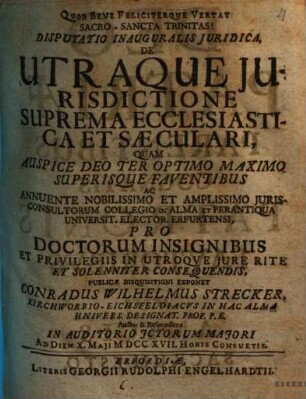 4
QUOD BENE FELICITERQUE VERTAT
SACRO-SANCTA TRINITAS!
DISPUTATIO INAUGURALIS JURIDICA,
DE
UTRAQUE JU-
RISDICTIONE
SUPREMA ECCLESIASTI-
CA ET SÆCULARI,
QUAM
AUSPICE DEO TER OPTIMO MAXIMO
SUPERISQUE FAVENTIBUS
AC
ANNUENTE NOBILISSIMO ET AMPLISSIMO JURIS-
CONSULTORUM COLLEGIO IN ALMA ET PERANTIQUA
UNIVERSIT. ELECTOR. ERFURTENSI,
PRO
DOCTORUM INSIGNIBUS
ET PRIVILEGIIS IN UTROQVE JURE RITE
ET SOLENNITER CONSEQUENDIS,
PUBLICÆ DISQUISITIONI EXPONET
CONRADUS WILHELMUS STRECKER,
KIRCHWORBIO-EICHSFELDIACUS IN HAC ALMA
UNIVERS. DESIGNAT. PROF. P. E.
Auctor & Respondens
IN AUDITORIO JCTORUM MAJORI
AD DIEM X. MAJI M DCC XVII. HORIS CONSUETIS.
ERFORDIÆ,
LITERIS GEORGII RUDOLPHI ENGELHARDTII.